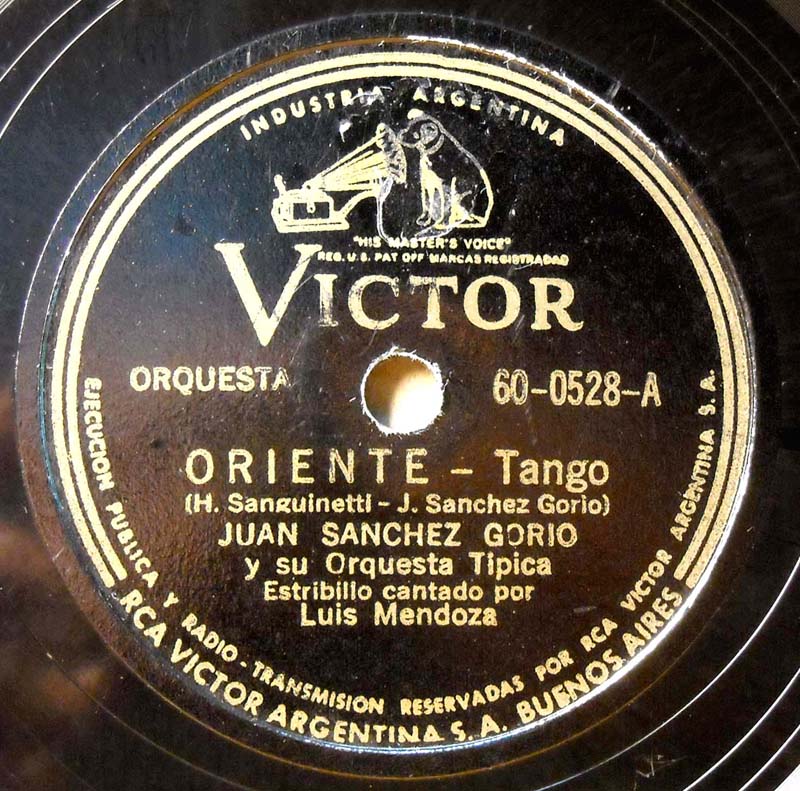 INDUSTRIA ARGENTINA
"HIS MASTER'S VOICE"
REG. U.S. PAT OFF MARCAS REGISTRADAS
VICTOR
ORQUESTA
60-0528-A
ORIENTE - Tango
(H. Sanguinetti - J. Sanchez Gorio)
JUAN SANCHEZ GORIO
y su Orquesta Tipica
Estribillo cantado por
Luis Mendoza
EJECUCION PUBLICA Y RADIO-TRANSMISION RESERVADAS POR RCA VICTOR ARGENTINA S. A.
RCA VICTOR ARGENTINA S. A. BUENOS AIRES